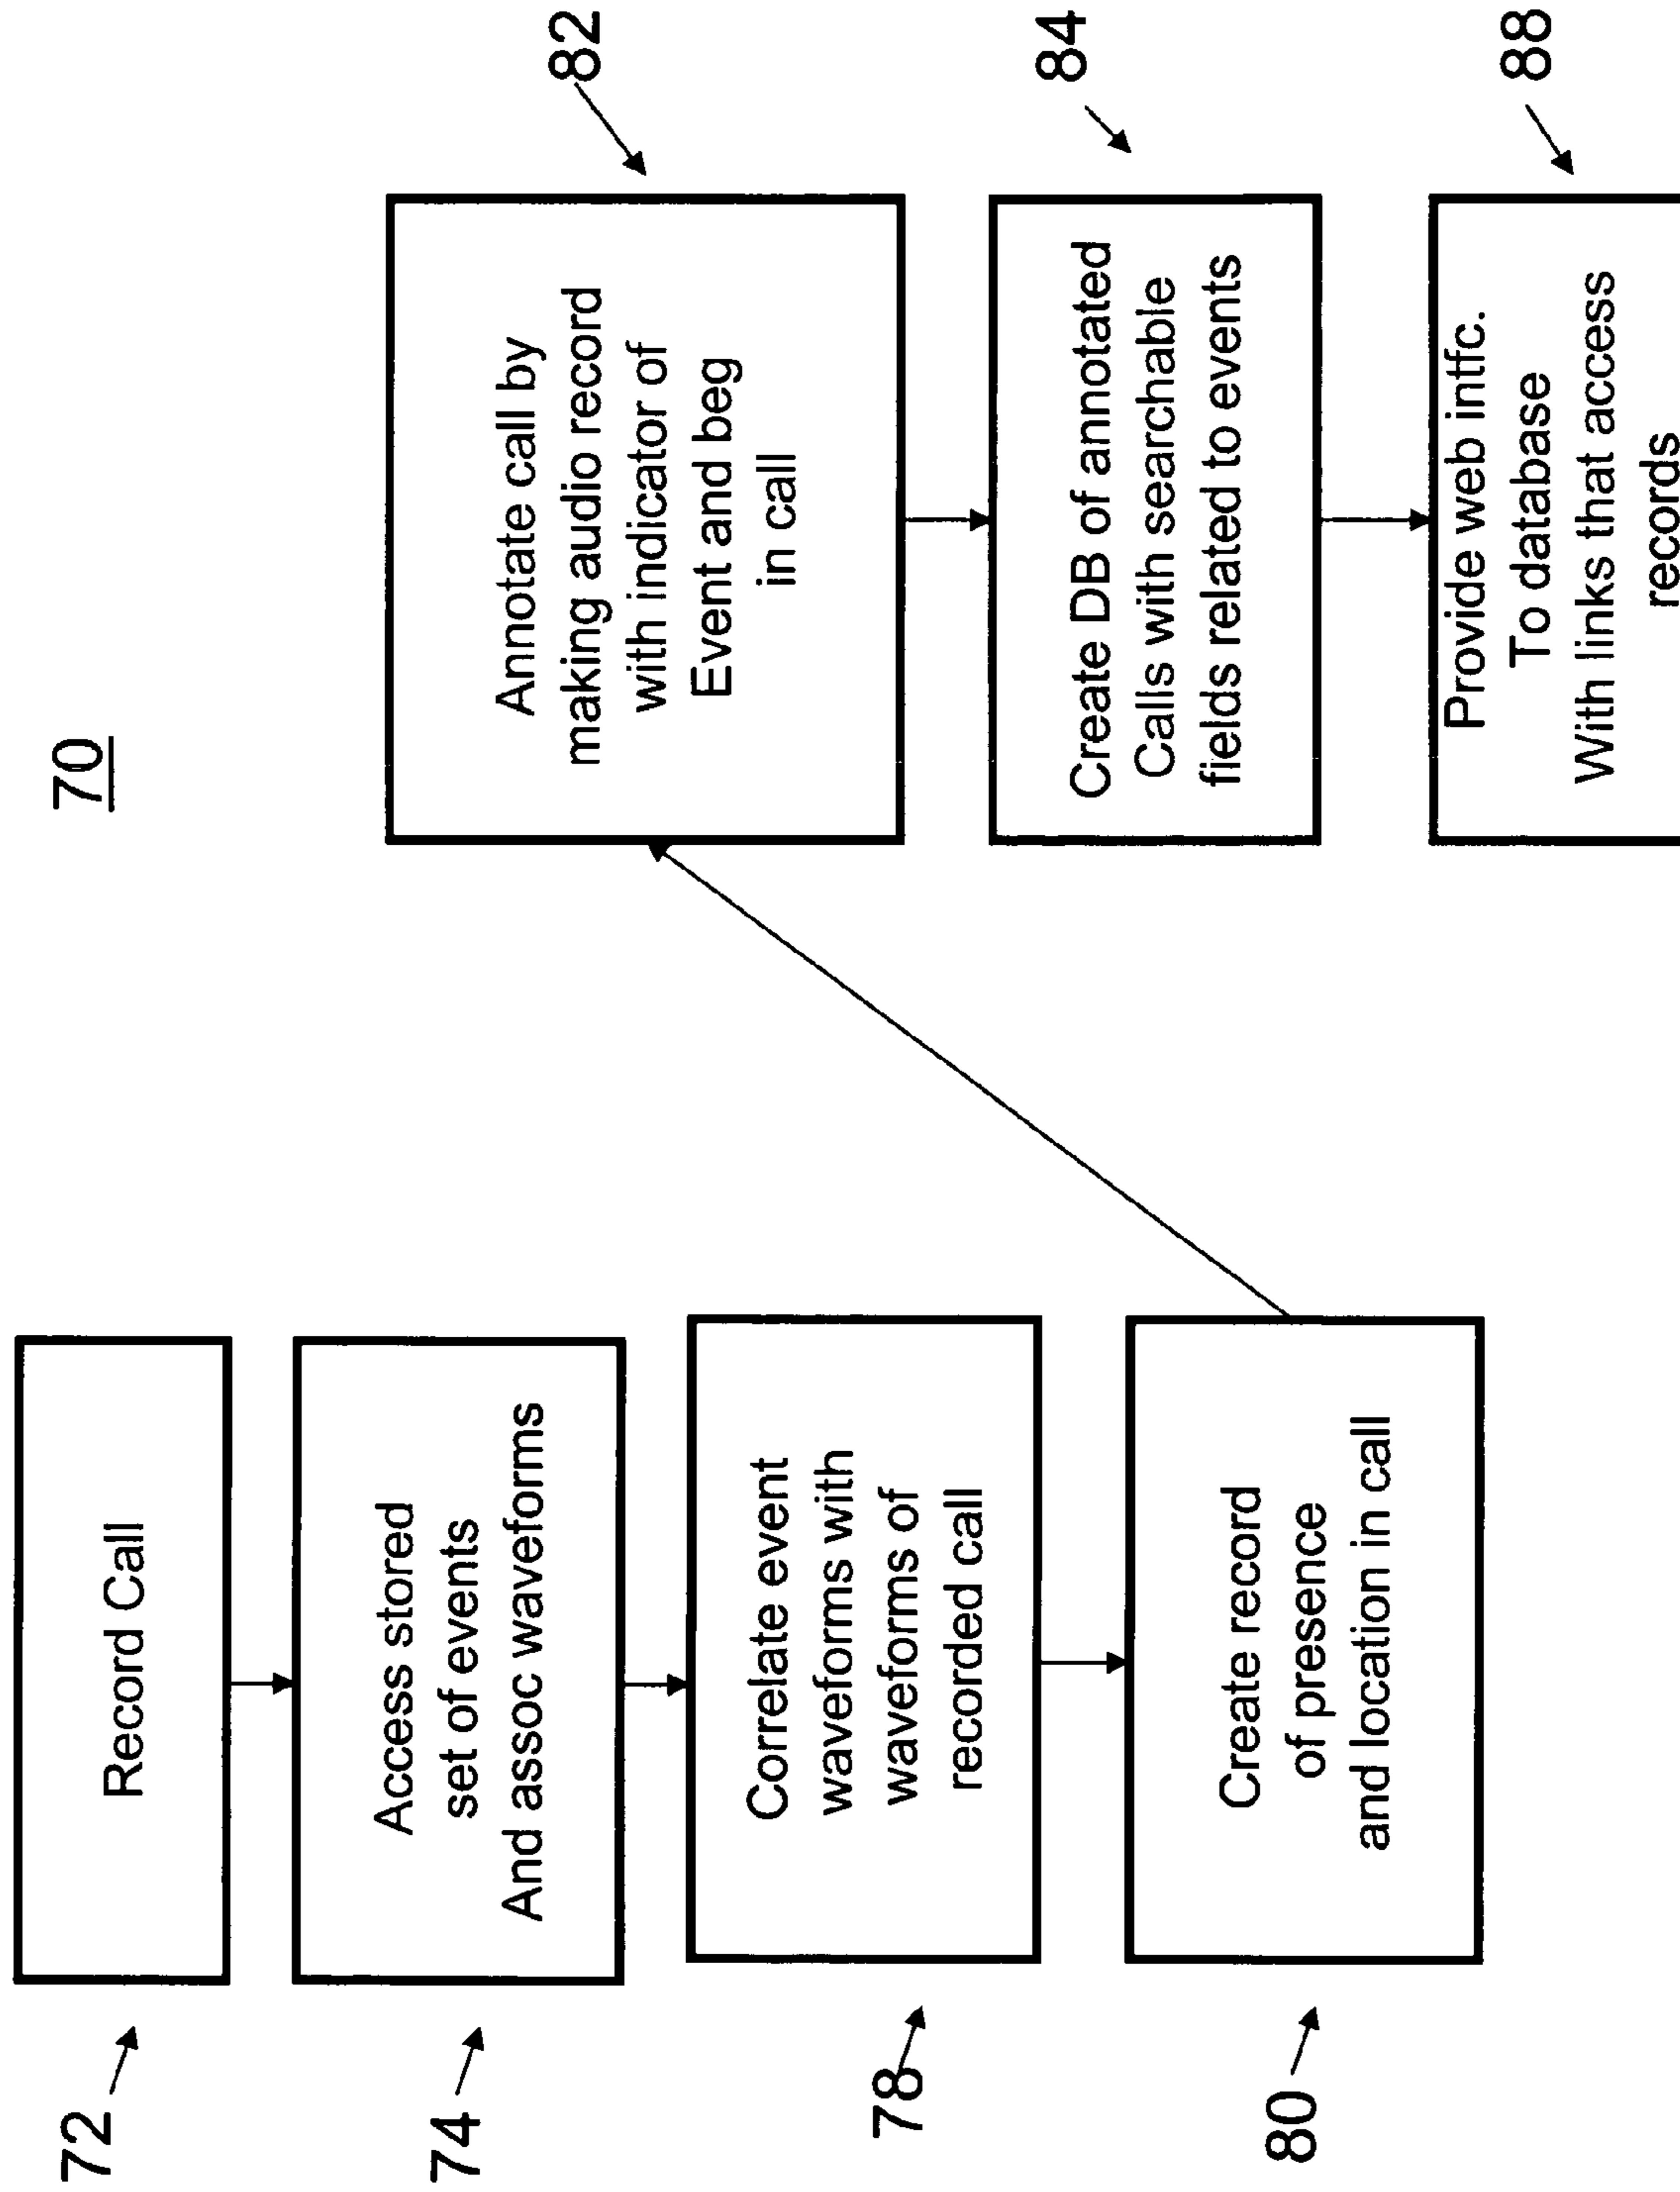 70
72
Record Call
74
Access stored
set of events
And assoc waveforms
78
Correlate event
waveforms with
waveforms of
recorded call
80
Create record
of presence
and location in call
82
Annotate call by
making audio record
with indicator of
Event and beg
in call
84
Create DB of annotated
Calls with searchable
fields related to events
88
Provide web intfc.
To database
With links that access
records